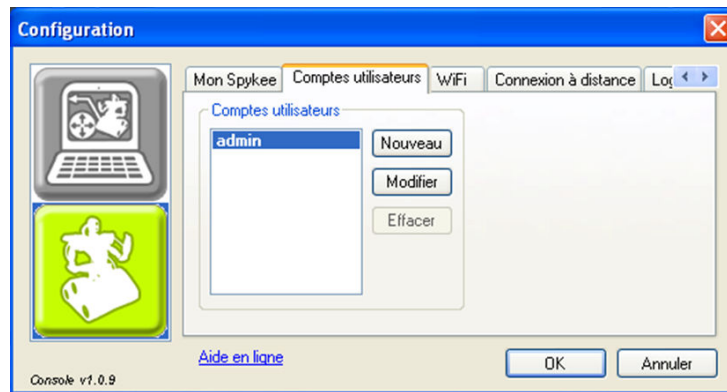 Configuration
Mon Spykee
Comptes utilisateurs
WiFi
Connexion à distance
Comptes utilisateurs
admin
Nouveau
Modifier
Effacer
Aide en ligne
OK
Annuler
Console v1.0.9